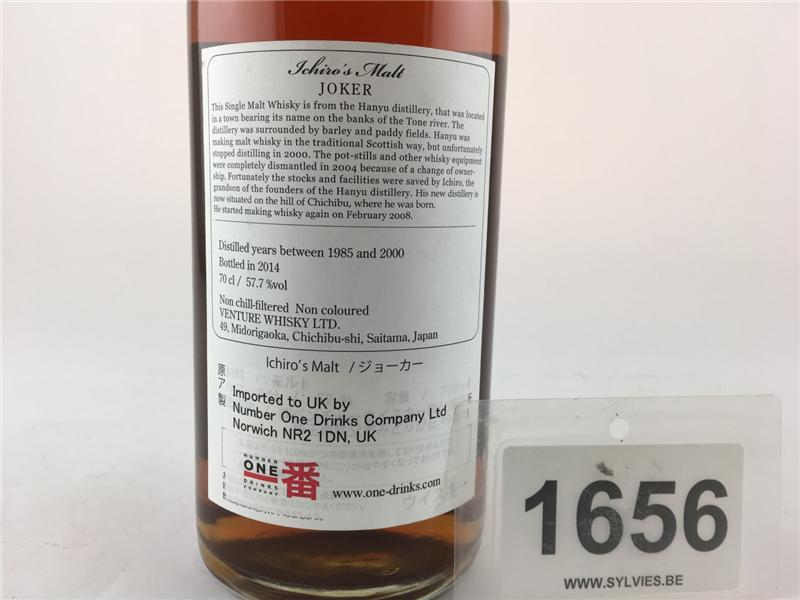 Ichiro's Malt
JOKER
This Single Malt Whisky is from the Hanyu distillery, that was located
in a town bearing its name on the banks of the Tone river. The
distillery was surrounded by barley and paddy fields. Hanyu was
making malt whisky in the traditional Scottish way, but unfortunately
stopped distilling in 2000. The pot-stills and other whisky equipment
were completely dismantled in 2004 because of a change of owner-
ship. Fortunately the stocks and facilities were saved by Ichiro, the
grandson of the founders of the Hanyu distillery. His new distillery is
now situated on the hill of Chichibu, where he was born.
He started making whisky again on February 2008.
Distilled years between 1985 and 2000
Bottled in 2014
70 cl / 57.7 %vol
Non chill-filtered Non coloured
VENTURE WHISKY LTD.
49, Midorigaoka, Chichibu-shi, Saitama, Japan
Ichiro's Malt / ジョーカー
モルト
容量 / 700ml
Imported to UK by
Number One Drinks Company Ltd
Norwich NR2 1DN, UK
NUMBER
ONE
DRINKS
COMPANY
番
www.one-drinks.com
1656
WWW.SYLVIES.BE